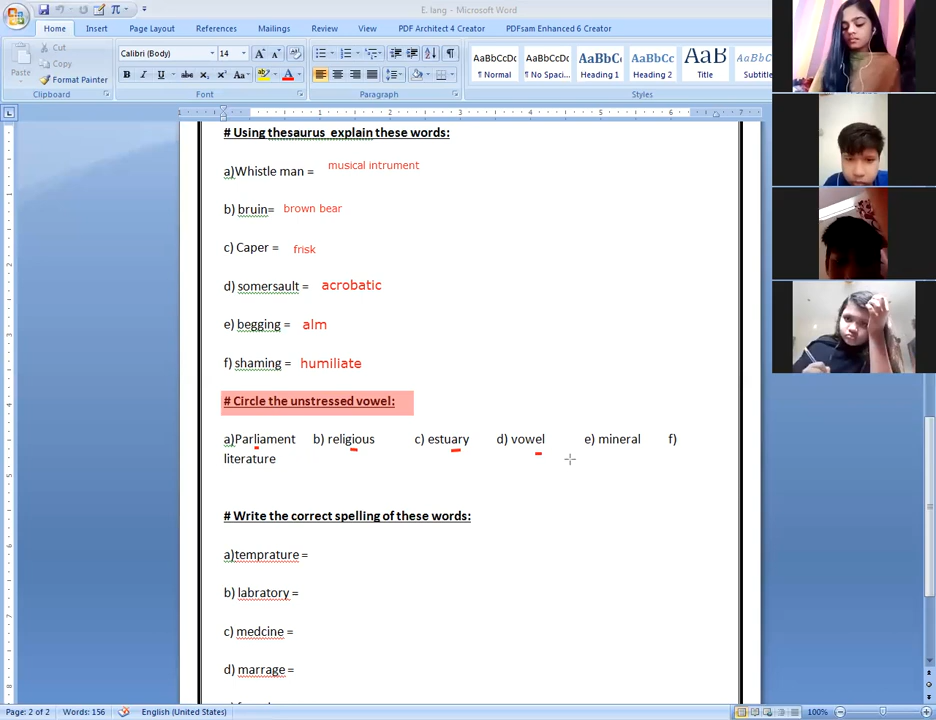 E. lang - Microsoft Word
Home Insert Page Layout References Mailings Review View PDF Architect 4 Creator PDFsam Enhanced 6 Creator
Cut
Copy
Format Painter
Paste
Calibri (Body) 14
AaBbCcDc AaBbCcDc AaBbC AaBbCc AaB AaBbCc
¶ Normal ¶ No Spaci... Heading 1 Heading 2 Title Subtitle
Clipboard Font Paragraph Styles
# Using thesaurus explain these words:
a)Whistle man = musical intrument
b) bruin= brown bear
c) Caper = frisk
d) somersault = acrobatic
e) begging = alm
f) shaming = humiliate
# Circle the unstressed vowel:
a)Parliament b) religious c) estuary d) vowel e) mineral f)
literature
# Write the correct spelling of these words:
a)temprature =
b) labratory =
c) medcine =
d) marrage =
Page: 2 of 2 Words: 156 English (United States) 100%